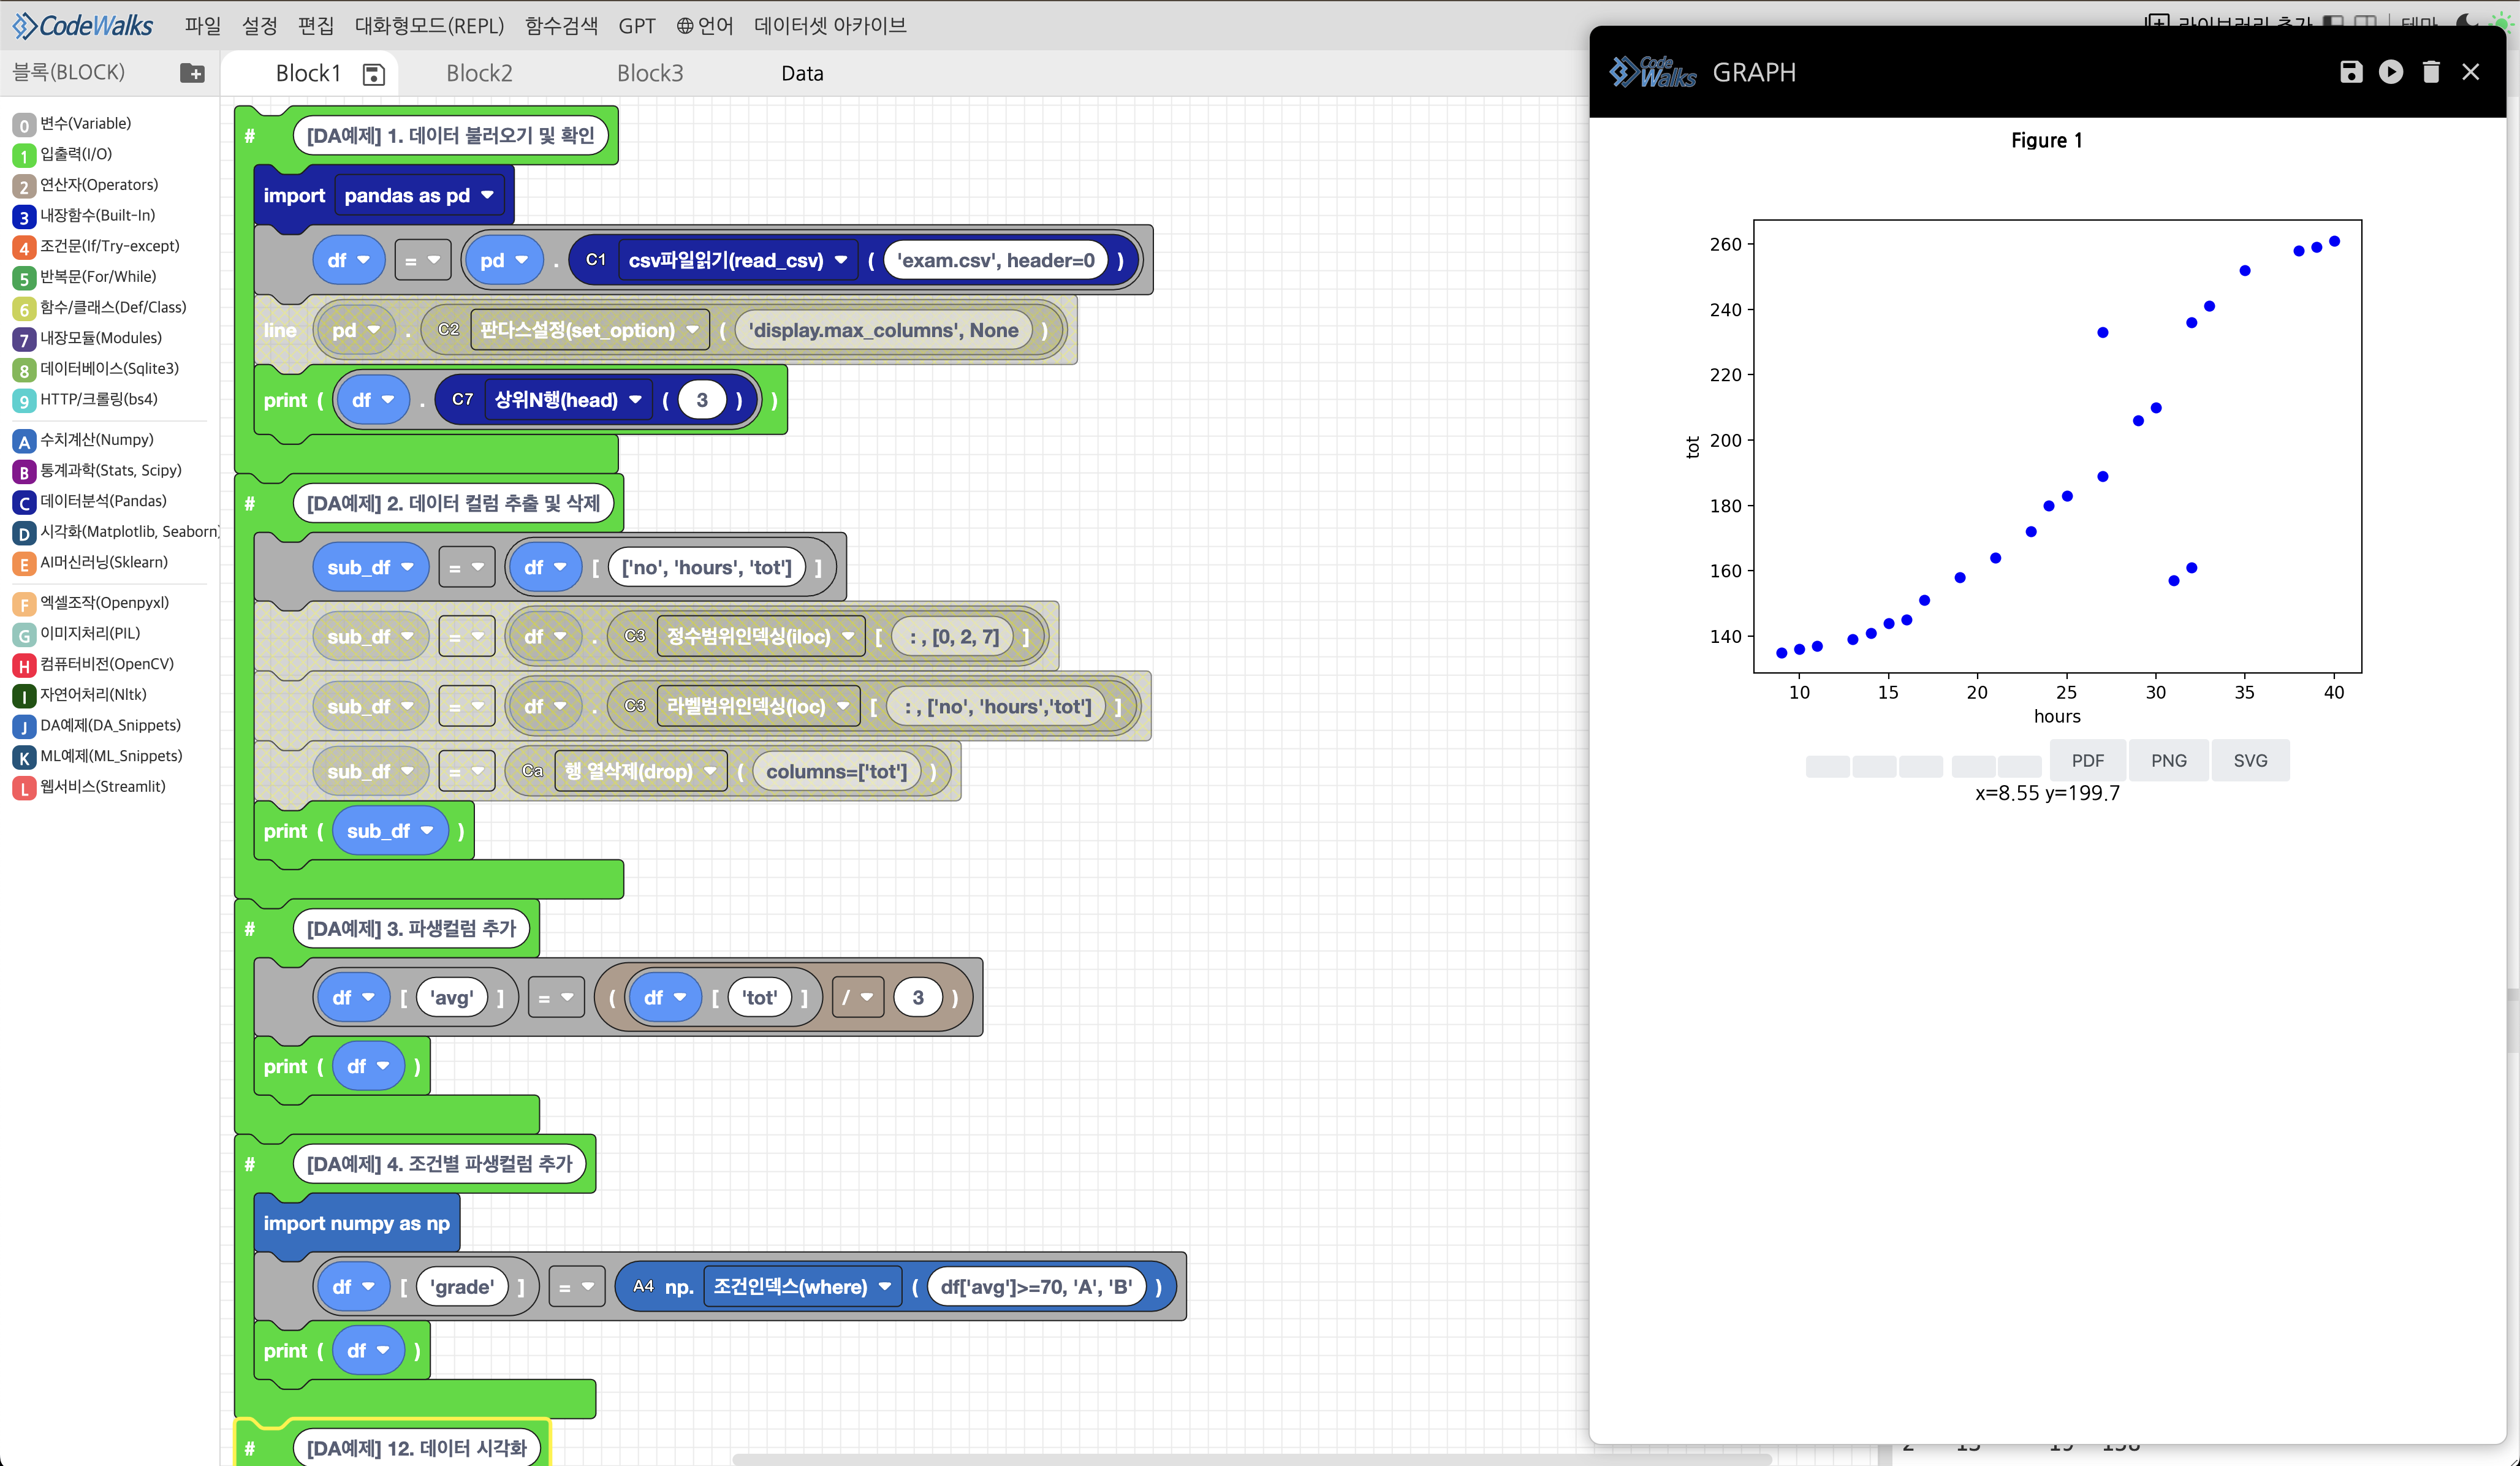 CodeWalks 파일 설정 편집 대화형모드(REPL) 함수검색 GPT 언어 데이터셋 아카이브
블록(BLOCK) Block1 Block2 Block3 Data
0 변수(Variable)
1 입출력(I/O)
2 연산자(Operators)
3 내장함수(Built-In)
4 조건문(If/Try-except)
5 반복문(For/While)
6 함수/클래스(Def/Class)
7 내장모듈(Modules)
8 데이터베이스(Sqlite3)
9 HTTP/크롤링(bs4)
A 수치계산(Numpy)
B 통계과학(Stats, Scipy)
C 데이터분석(Pandas)
D 시각화(Matplotlib, Seaborn)
E AI머신러닝(Sklearn)
F 엑셀조작(Openpyxl)
G 이미지처리(PIL)
H 컴퓨터비전(OpenCV)
I 자연어처리(Nltk)
J DA예제(DA_Snippets)
K ML예제(ML_Snippets)
L 웹서비스(Streamlit)
# [DA예제] 1. 데이터 불러오기 및 확인
import pandas as pd
df = pd . C1 csv파일읽기(read_csv) ( 'exam.csv', header=0 )
line pd . C2 판다스설정(set_option) ( 'display.max_columns', None )
print ( df . C7 상위N행(head) ( 3 ) )
# [DA예제] 2. 데이터 컬럼 추출 및 삭제
sub_df = df [ ['no', 'hours', 'tot'] ]
sub_df = df . C3 정수범위인덱싱(iloc) [ : , [0, 2, 7] ]
sub_df = df . C3 라벨범위인덱싱(loc) [ : , ['no', 'hours','tot'] ]
sub_df = Ca 행 열삭제(drop) ( columns=['tot'] )
print ( sub_df )
# [DA예제] 3. 파생컬럼 추가
df [ 'avg' ] = ( df [ 'tot' ] / 3 )
print ( df )
# [DA예제] 4. 조건별 파생컬럼 추가
import numpy as np
df [ 'grade' ] = A4 np. 조건인덱스(where) ( df['avg']>=70, 'A', 'B' )
print ( df )
# [DA예제] 12. 데이터 시각화
Code Walks GRAPH
Figure 1
260
240
220
200
180
160
140
tot
10 15 20 25 30 35 40
hours
PDF PNG SVG
x=8.55 y=199.7